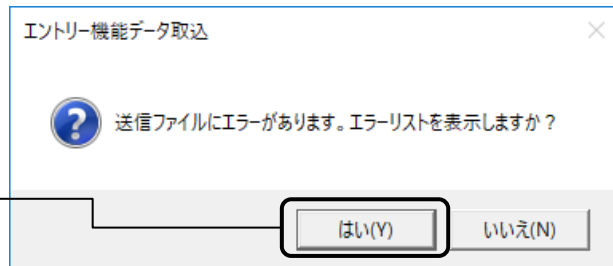 エントリー機能データ取込
送信ファイルにエラーがあります。エラーリストを表示しますか？
はい(Y)
いいえ(N)